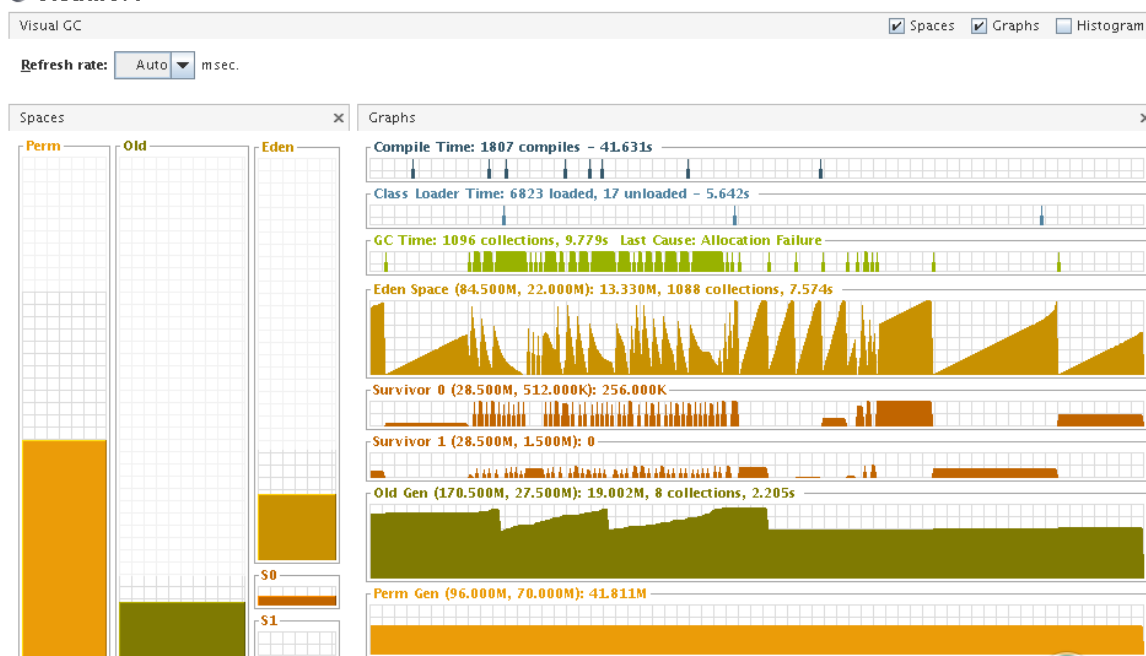 Visual GC
Spaces
Graphs
Histogram
Refresh rate:
Auto
msec.
Spaces
Graphs
Perm
Old
Eden
S0
S1
Compile Time: 1807 compiles - 41.631s
Class Loader Time: 6823 loaded, 17 unloaded - 5.642s
GC Time: 1096 collections, 9.779s Last Cause: Allocation Failure
Eden Space (84.500M, 22.000M): 13.330M, 1088 collections, 7.574s
Survivor 0 (28.500M, 512.000K): 256.000K
Survivor 1 (28.500M, 1.500M): 0
Old Gen (170.500M, 27.500M): 19.002M, 8 collections, 2.205s
Perm Gen (96.000M, 70.000M): 41.811M